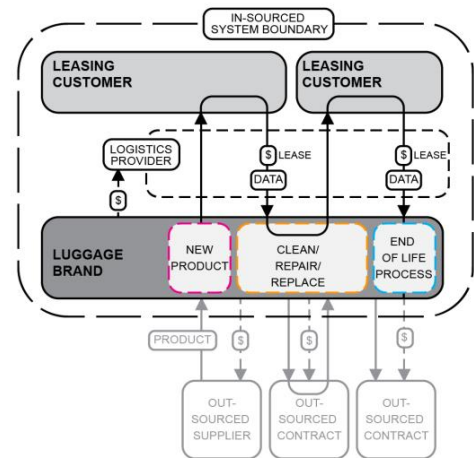 IN-SOURCED
SYSTEM BOUNDARY
LEASING
CUSTOMER
LEASING
CUSTOMER
LOGISTICS
PROVIDER
$
LEASE
DATA
$
LEASE
DATA
$
LUGGAGE
BRAND
NEW
PRODUCT
CLEAN/
REPAIR/
REPLACE
END
OF LIFE
PROCESS
PRODUCT
$
$
$
OUT-
SOURCED
SUPPLIER
OUT-
SOURCED
CONTRACT
OUT-
SOURCED
CONTRACT